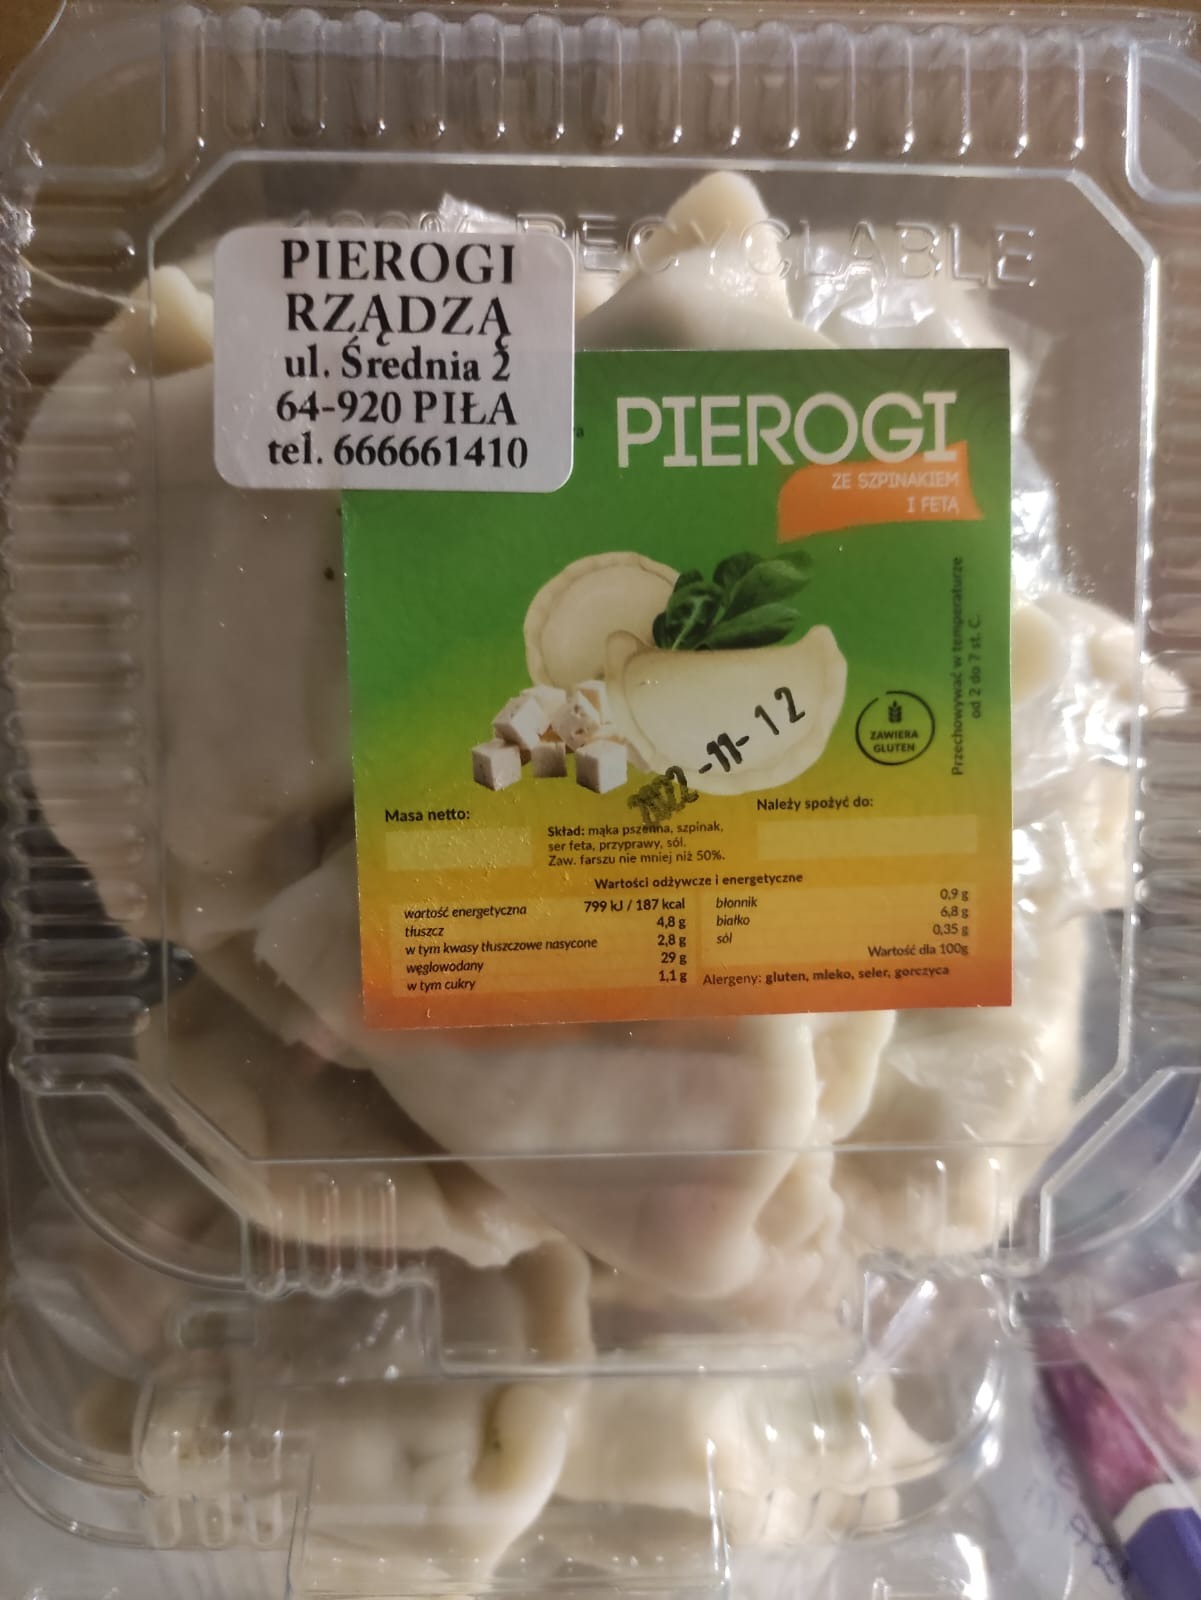 100% RECYCLABLE
PIEROGI
RZĄDZĄ
ul. Średnia 2
64-920 PIŁA
tel. 666661410
PIEROGI
ZE SZPINAKIEM
I FETĄ
Przechowywać w temperaturze
od 2 do 7 st. C.
ZAWIERA
GLUTEN
2022-11-12
Masa netto:
Należy spożyć do:
Skład: mąka pszenna, szpinak,
ser feta, przyprawy, sól.
Zaw. farszu nie mniej niż 50%.
Wartości odżywcze i energetyczne
wartość energetyczna 799 kJ / 187 kcal
tłuszcz 4,8 g
w tym kwasy tłuszczowe nasycone 2,8 g
węglowodany 29 g
w tym cukry 1,1 g
błonnik 0,9 g
białko 6,8 g
sól 0,35 g
Wartość dla 100g
Alergeny: gluten, mleko, seler, gorczyca